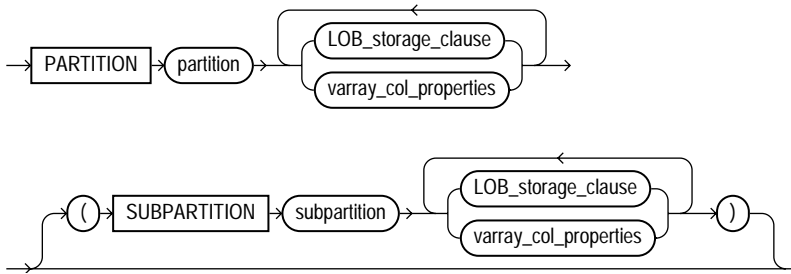 LOB_storage_clause
PARTITION partition
varray_col_properties
LOB_storage_clause
( SUBPARTITION subpartition )
varray_col_properties